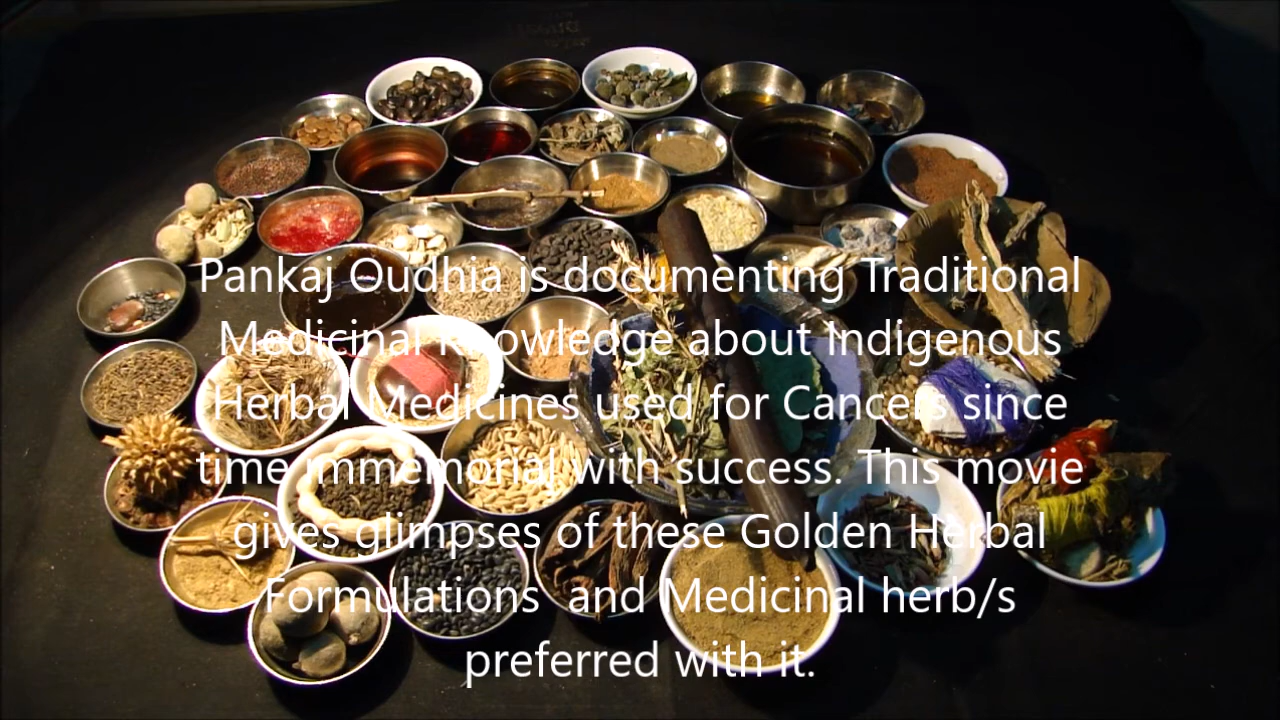 Pankaj Oudhia is documenting Traditional
Medicinal Knowledge about Indigenous
Herbal Medicines used for Cancers since
time immemorial with success. This movie
gives glimpses of these Golden Herbal
Formulations  and Medicinal herb/s
preferred with it.